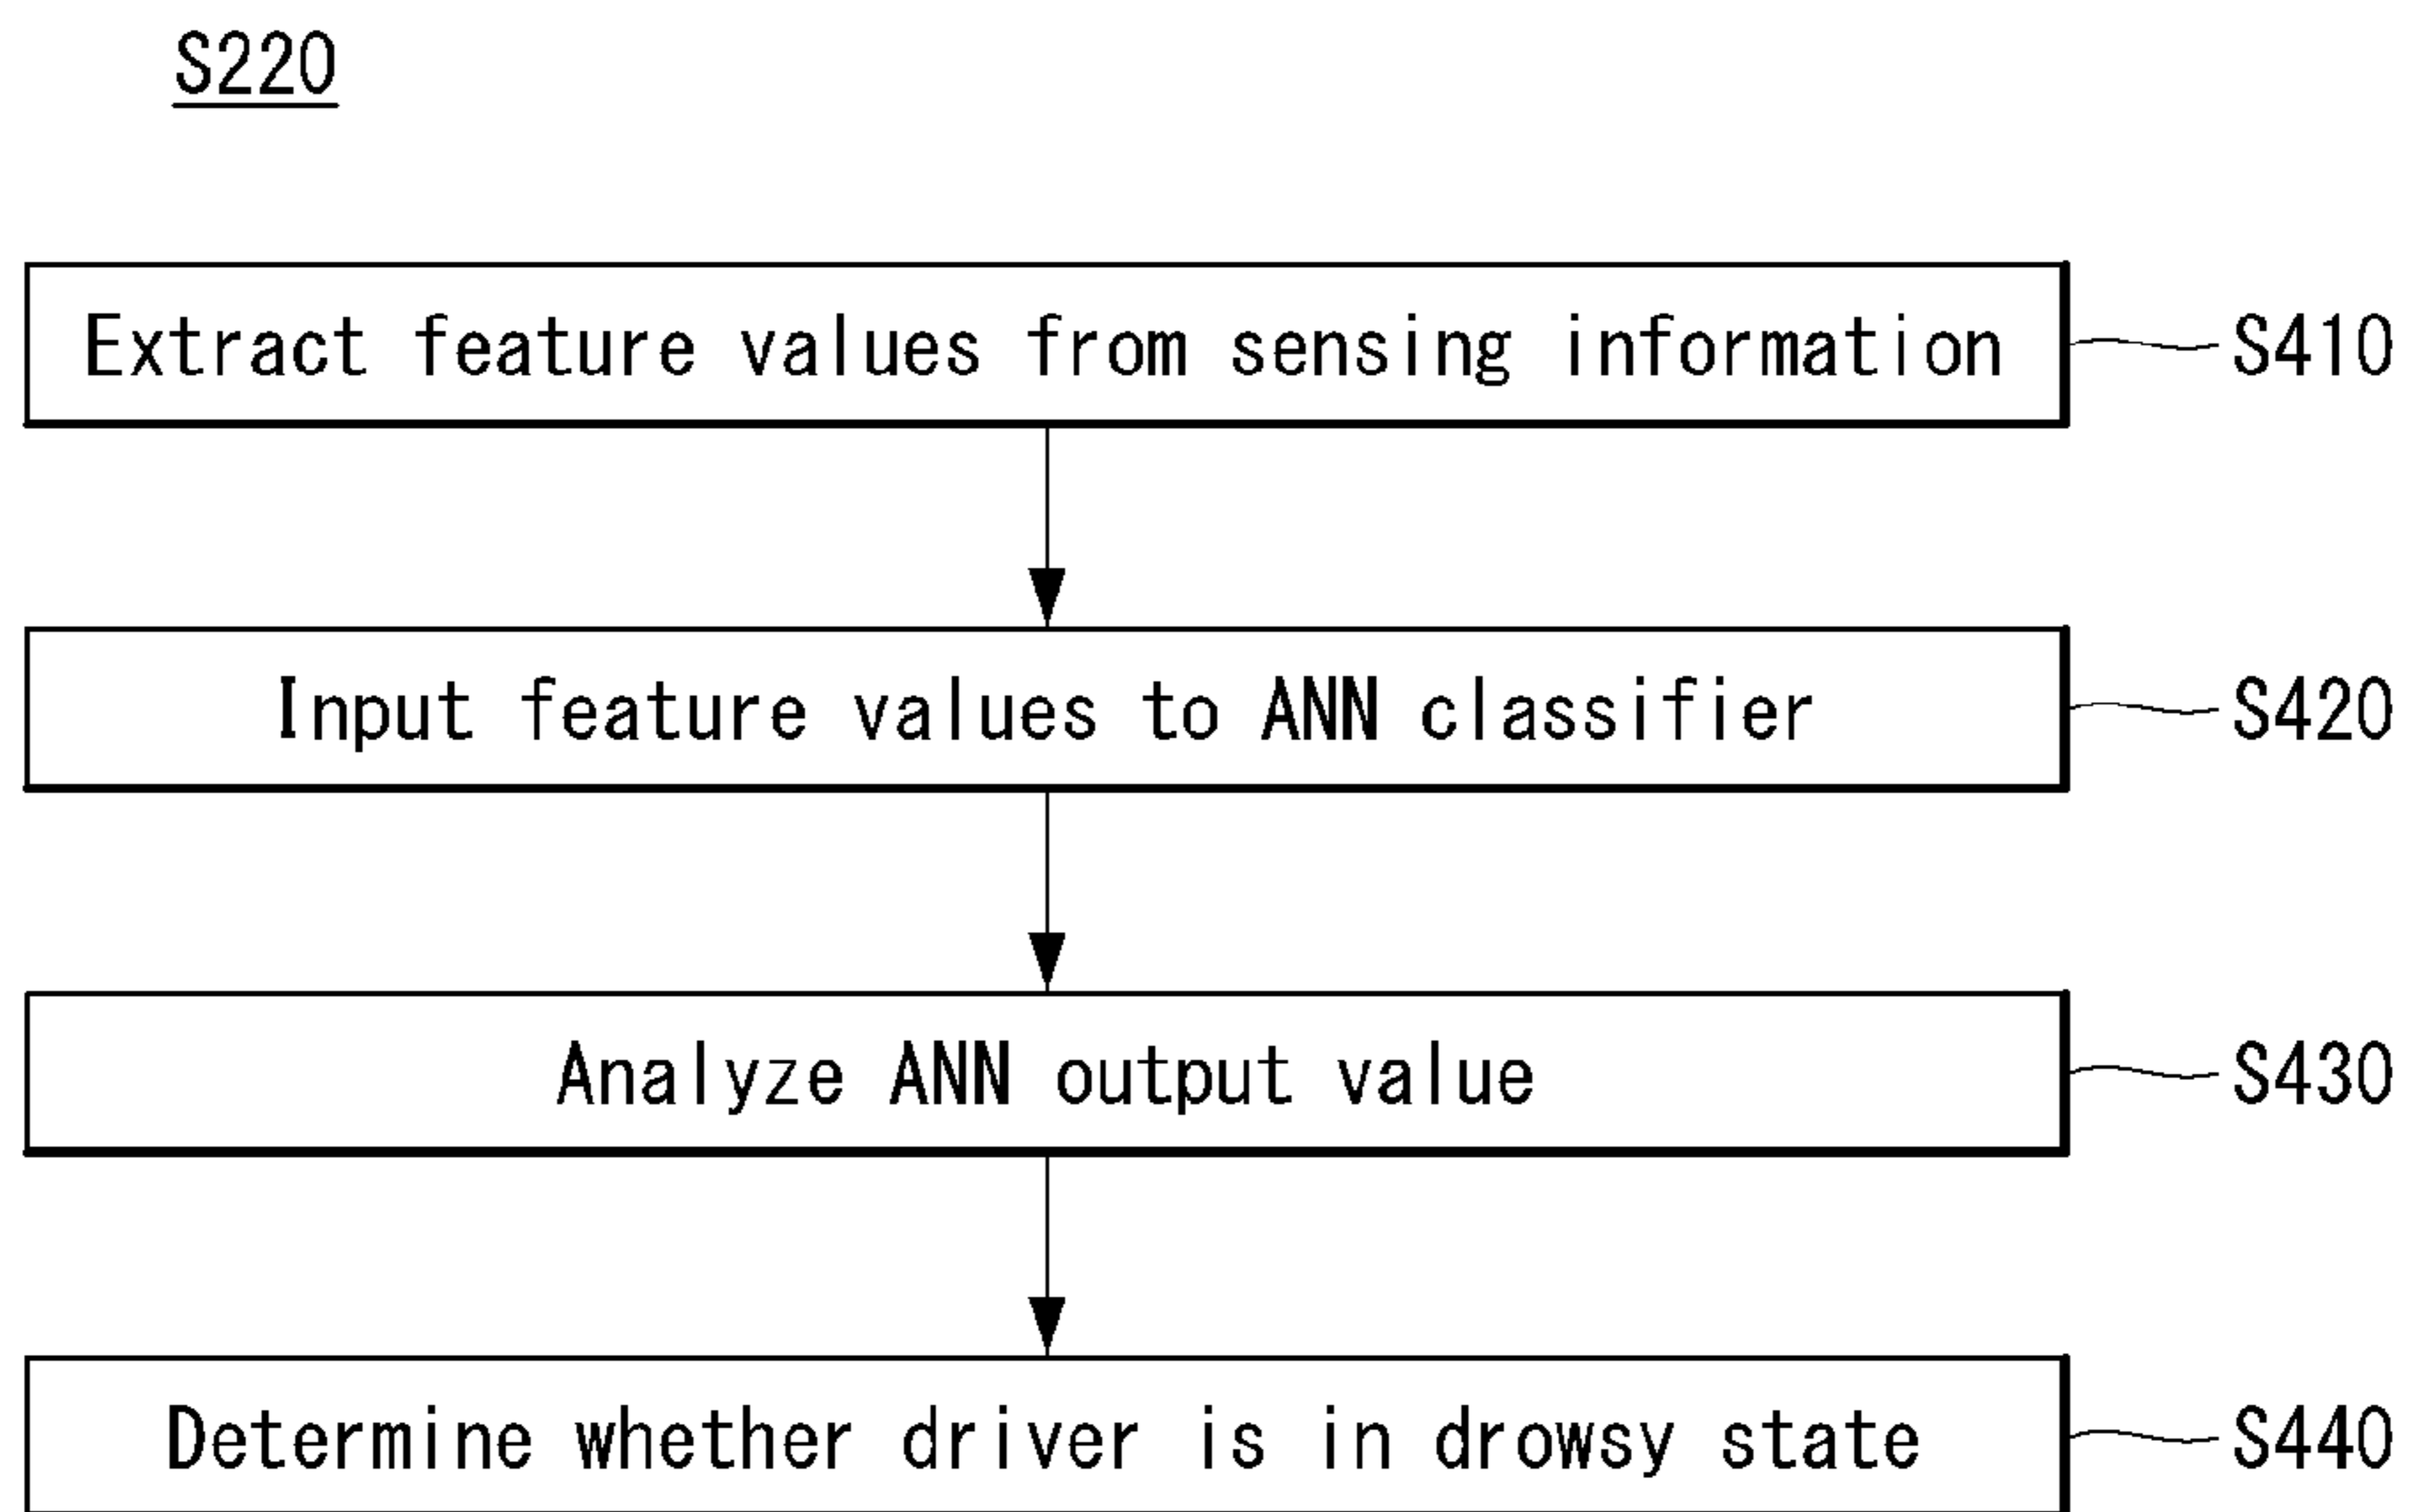 S220
Extract feature values from sensing information
S410
Input feature values to ANN classifier
S420
Analyze ANN output value
S430
Determine whether driver is in drowsy state
S440